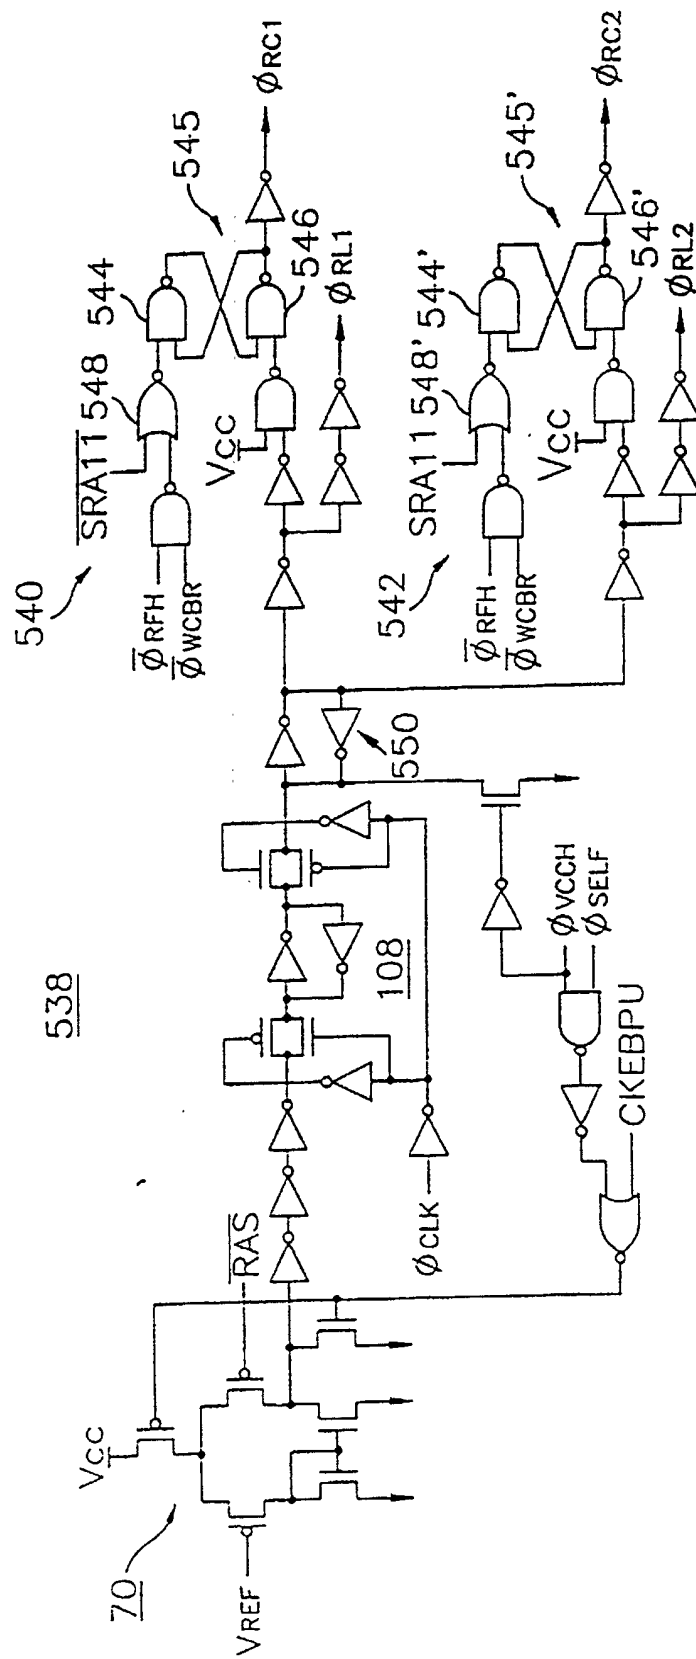 538
70
VCC
VREF
RAS
øCLK
108
550
CKEBPU
øVCCH
øSELF
540
øRFH
øWCBR
SRA11
548
544
545
VCC
546
øRC1
øRL1
542
øRFH
øWCBR
SRA11
548'
544'
545'
VCC
546'
øRC2
øRL2